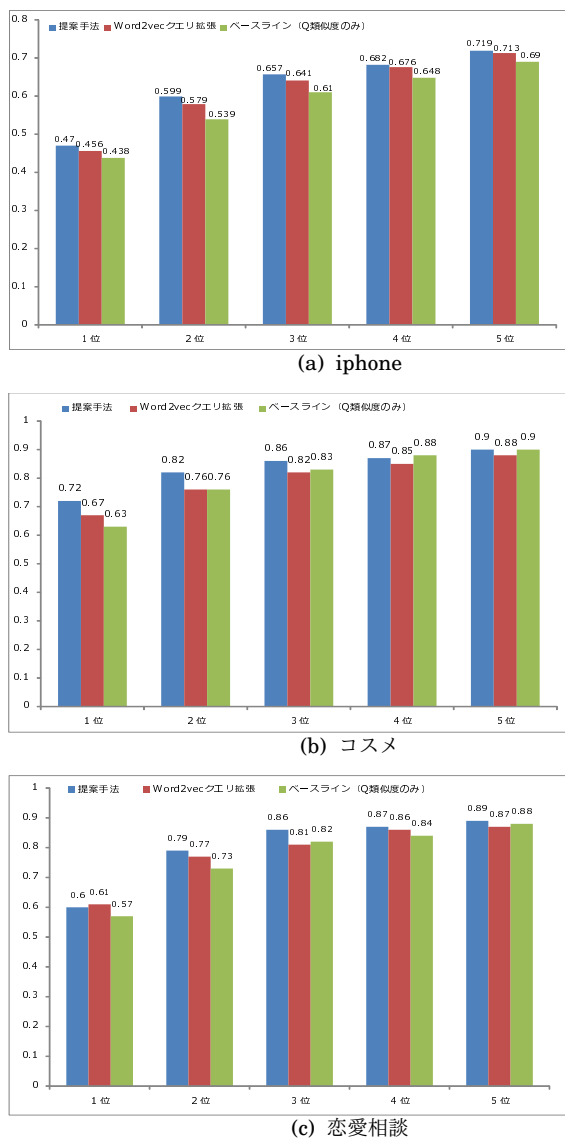 提案手法 Word2vecクエリ拡張 ベースライン（Q類似度のみ）
0.8
0.7
0.6
0.5
0.4
0.3
0.2
0.1
0
0.47 0.456 0.438
0.599 0.579 0.539
0.657 0.641 0.61
0.682 0.676 0.648
0.719 0.713 0.69
1位 2位 3位 4位 5位
(a) iphone
提案手法 Word2vecクエリ拡張 ベースライン（Q類似度のみ）
1
0.9
0.8
0.7
0.6
0.5
0.4
0.3
0.2
0.1
0
0.72 0.67 0.63
0.82 0.76 0.76
0.86 0.82 0.83
0.87 0.85 0.88
0.9 0.88 0.9
1位 2位 3位 4位 5位
(b) コスメ
提案手法 Word2vecクエリ拡張 ベースライン（Q類似度のみ）
1
0.9
0.8
0.7
0.6
0.5
0.4
0.3
0.2
0.1
0
0.6 0.61 0.57
0.79 0.77 0.73
0.86 0.81 0.82
0.87 0.86 0.84
0.89 0.87 0.88
1位 2位 3位 4位 5位
(c) 恋愛相談